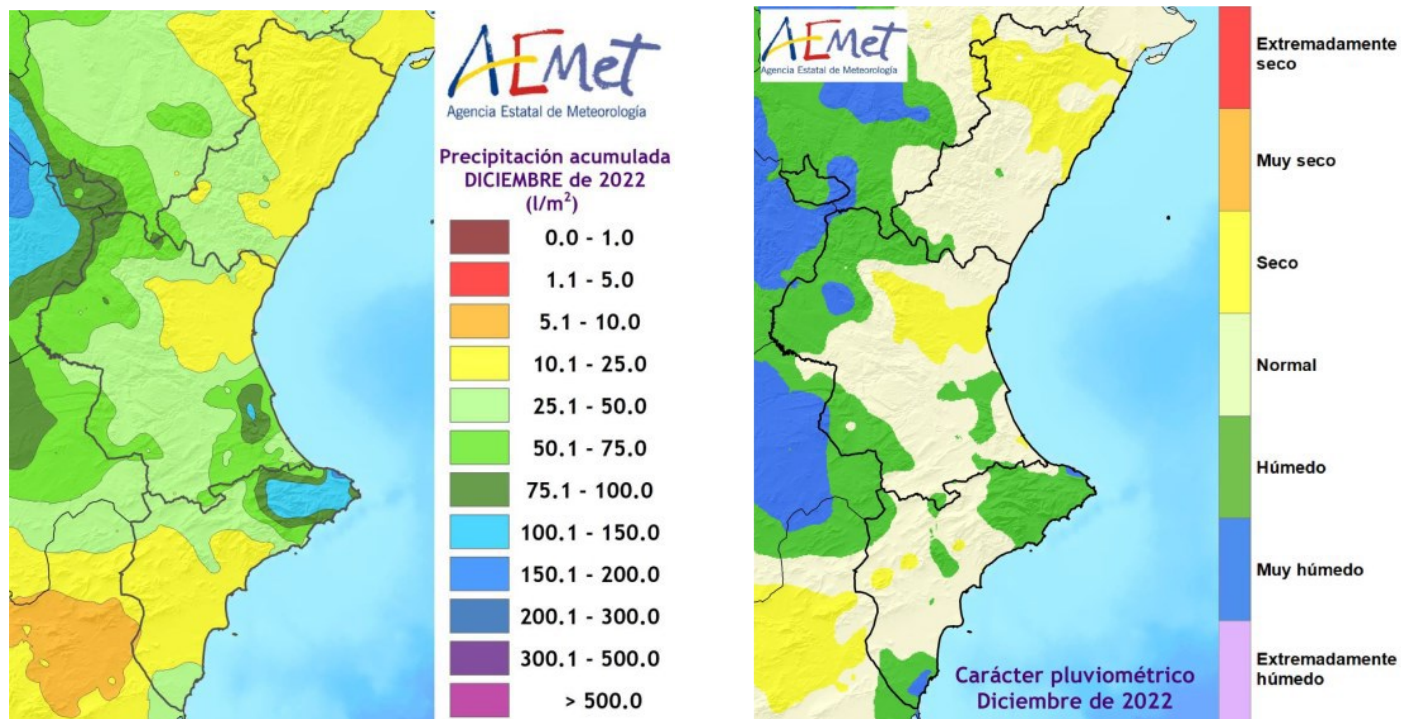 AEMet
Agencia Estatal de Meteorología
Precipitación acumulada
DICIEMBRE de 2022
(l/m²)
0.0 - 1.0
1.1 - 5.0
5.1 - 10.0
10.1 - 25.0
25.1 - 50.0
50.1 - 75.0
75.1 - 100.0
100.1 - 150.0
150.1 - 200.0
200.1 - 300.0
300.1 - 500.0
> 500.0
AEMet
Agencia Estatal de Meteorología
Carácter pluviométrico
Diciembre de 2022
Extremadamente
seco
Muy seco
Seco
Normal
Húmedo
Muy húmedo
Extremadamente
húmedo